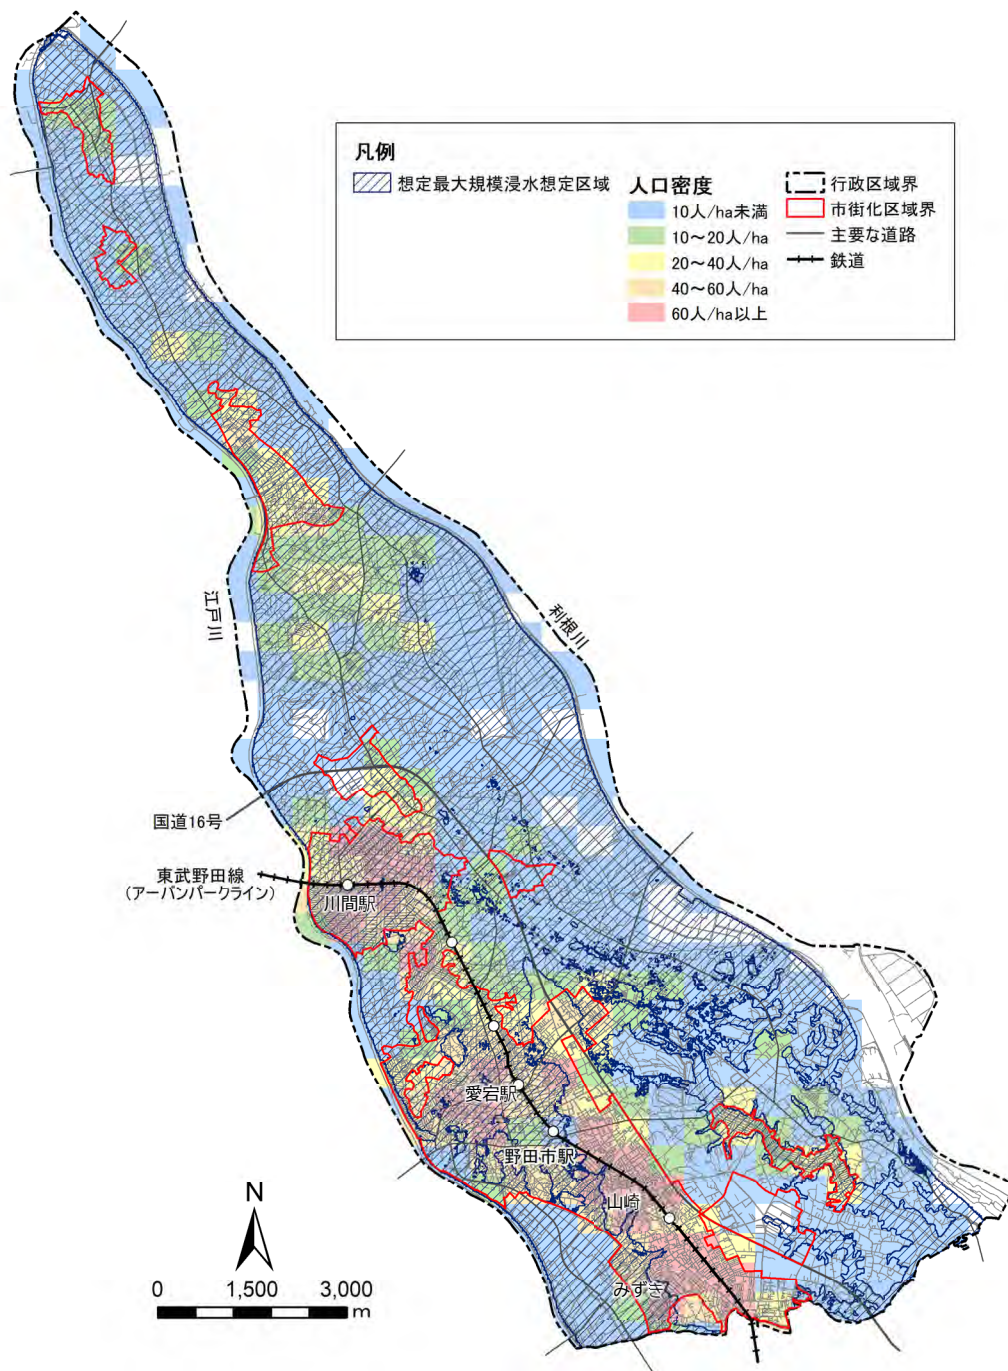 凡例
想定最大規模浸水想定区域
人口密度
10人/ha未満
10～20人/ha
20～40人/ha
40～60人/ha
60人/ha以上
行政区域界
市街化区域界
主要な道路
鉄道
江戸川
利根川
国道16号
東武野田線
(アーバンパークライン)
川間駅
愛宕駅
野田市駅
山崎
みずき
N
0 1,500 3,000
m